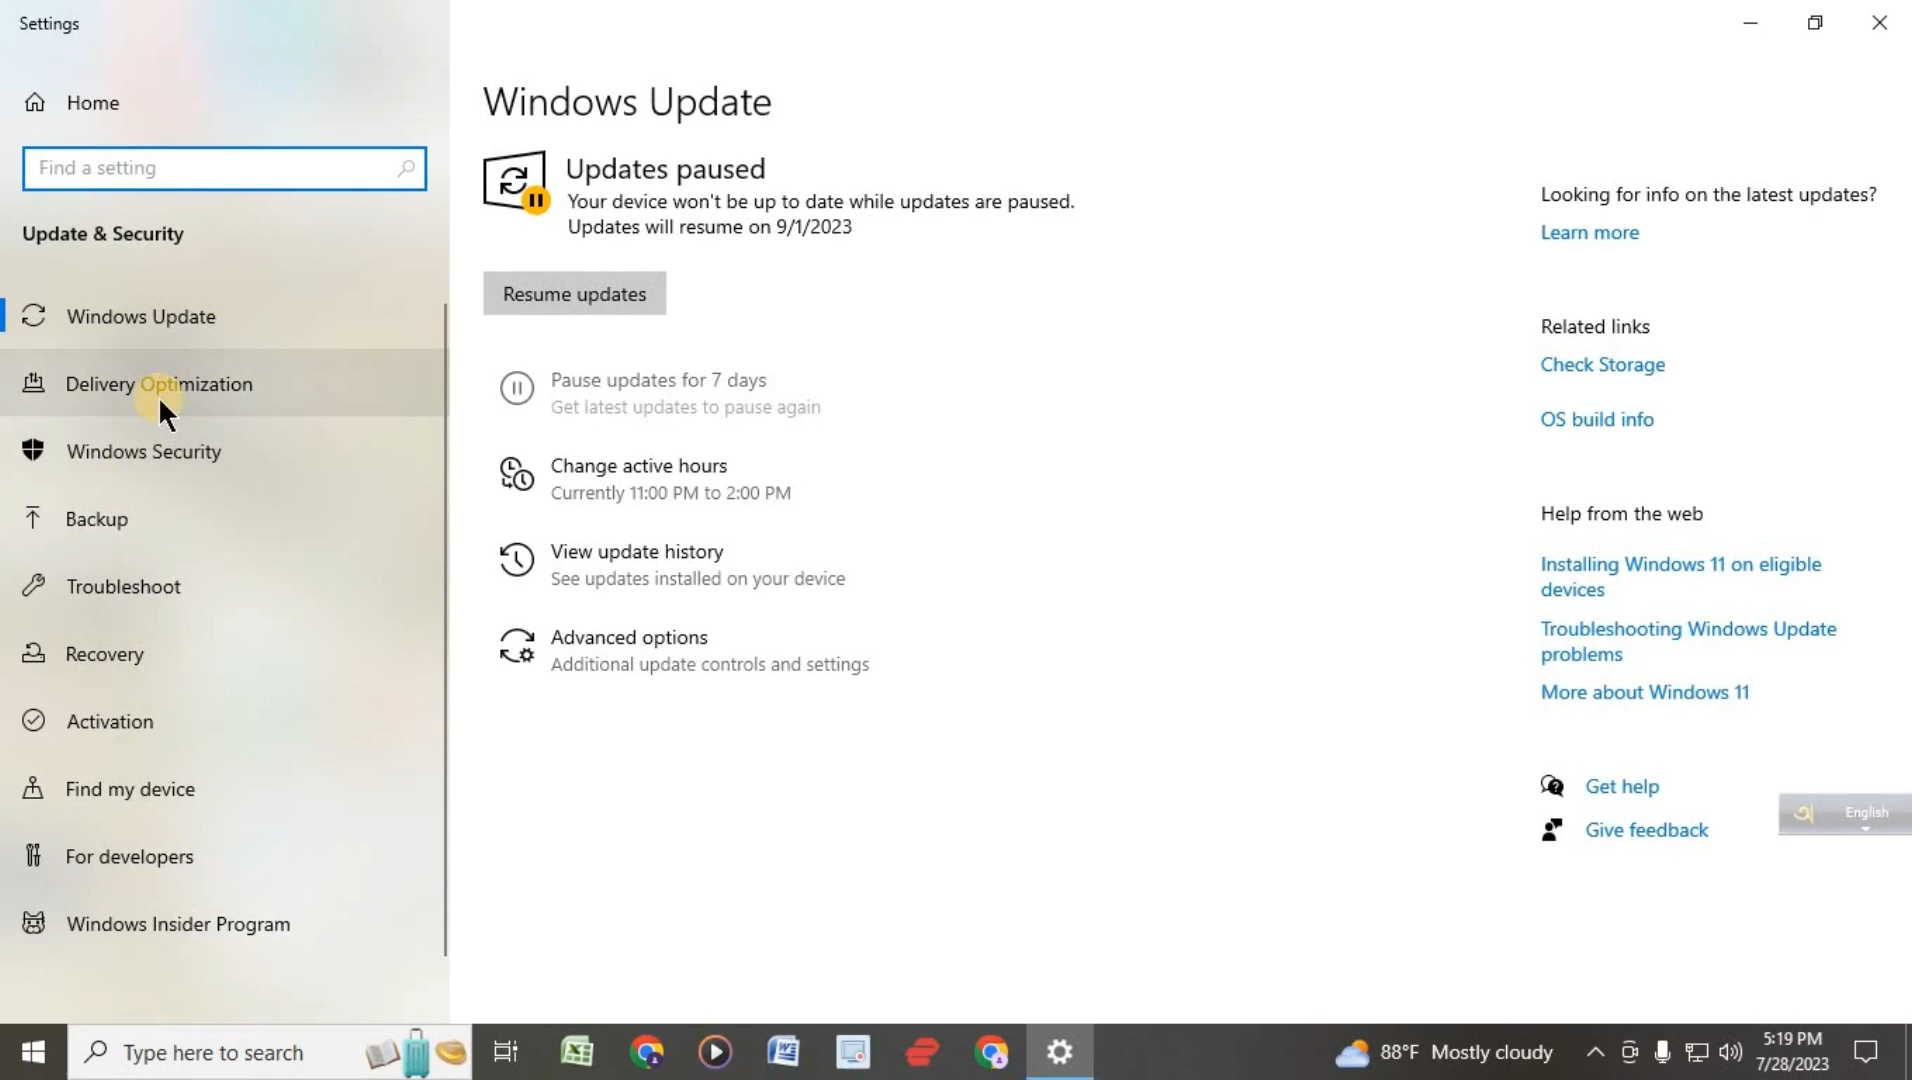 Settings
Home
Find a setting
Update & Security
Windows Update
Delivery Optimization
Windows Security
Backup
Troubleshoot
Recovery
Activation
Find my device
For developers
Windows Insider Program
Windows Update
Updates paused
Your device won't be up to date while updates are paused.
Updates will resume on 9/1/2023
Resume updates
Pause updates for 7 days
Get latest updates to pause again
Change active hours
Currently 11:00 PM to 2:00 PM
View update history
See updates installed on your device
Advanced options
Additional update controls and settings
Looking for info on the latest updates?
Learn more
Related links
Check Storage
OS build info
Help from the web
Installing Windows 11 on eligible
devices
Troubleshooting Windows Update
problems
More about Windows 11
Get help
Give feedback
অ English
Type here to search
88°F Mostly cloudy
5:19 PM
7/28/2023